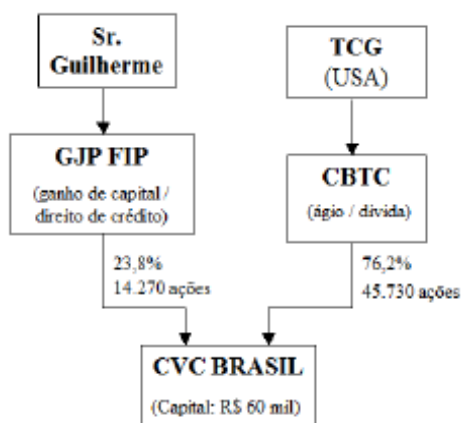 Sr.
Guilherme
TCG
(USA)
GJP FIP
(ganho de capital /
direito de crédito)
CBTC
(ágio / dívida)
23,8%
14.270 ações
76,2%
45.730 ações
CVC BRASIL
(Capital: R$ 60 mil)